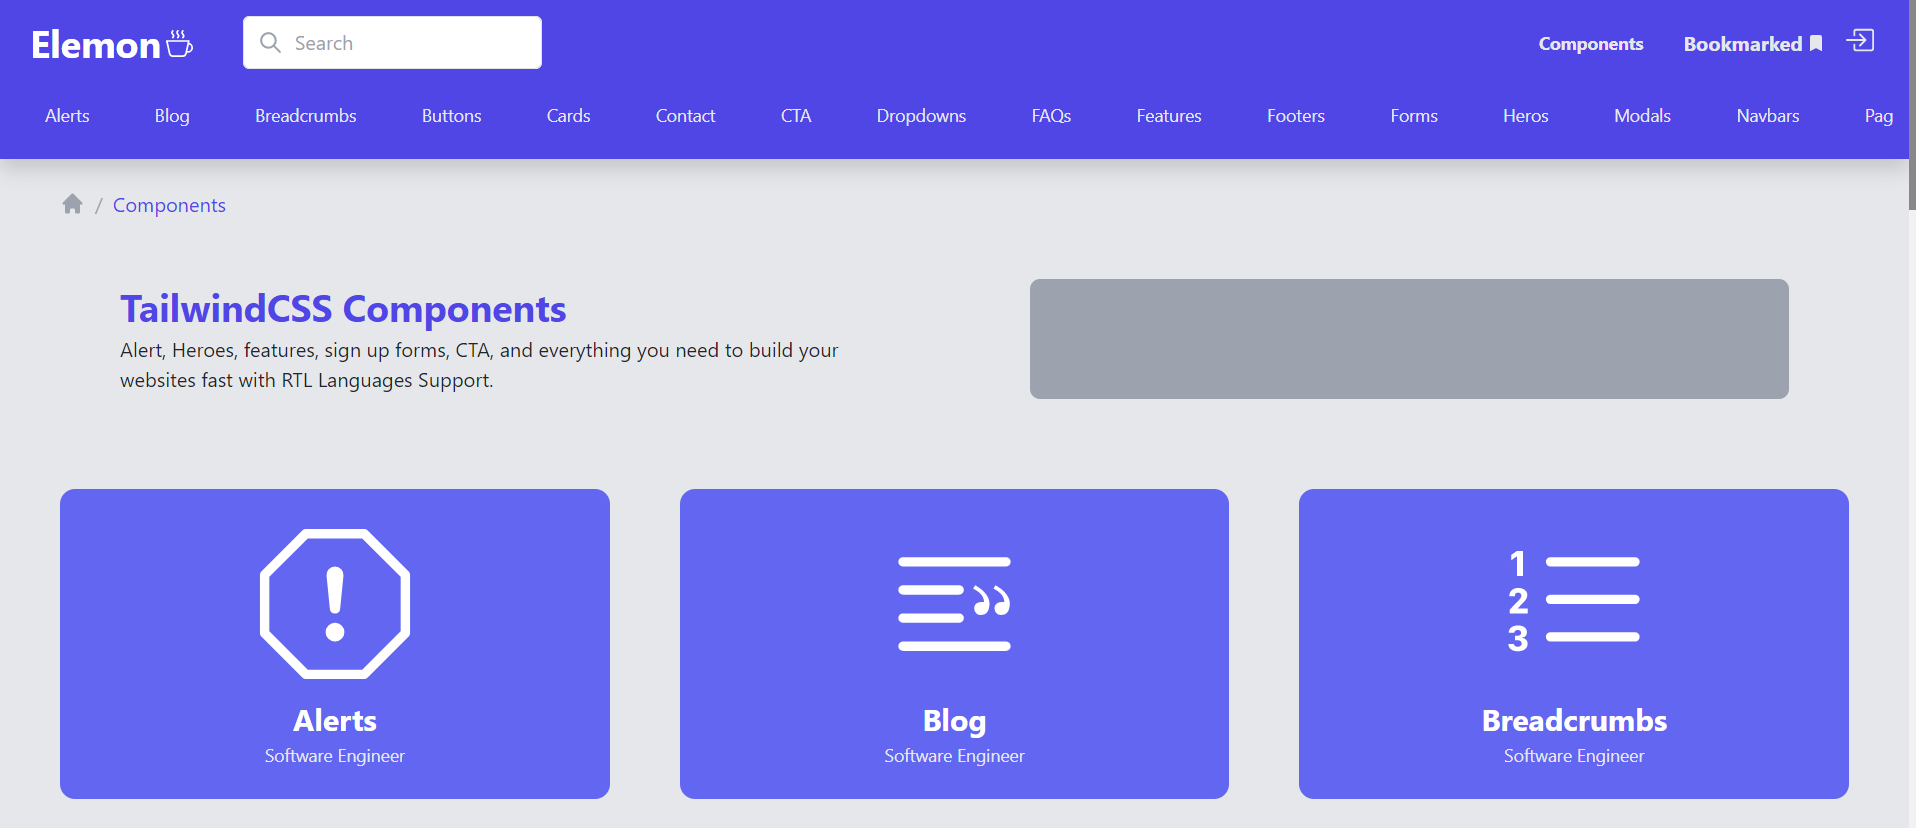 Elemon
Search
Components
Bookmarked
Alerts Blog Breadcrumbs Buttons Cards Contact CTA Dropdowns FAQs Features Footers Forms Heros Modals Navbars Pag
/ Components
TailwindCSS Components
Alert, Heroes, features, sign up forms, CTA, and everything you need to build your
websites fast with RTL Languages Support.
!
Alerts
Software Engineer
”
Blog
Software Engineer
1
2
3
Breadcrumbs
Software Engineer